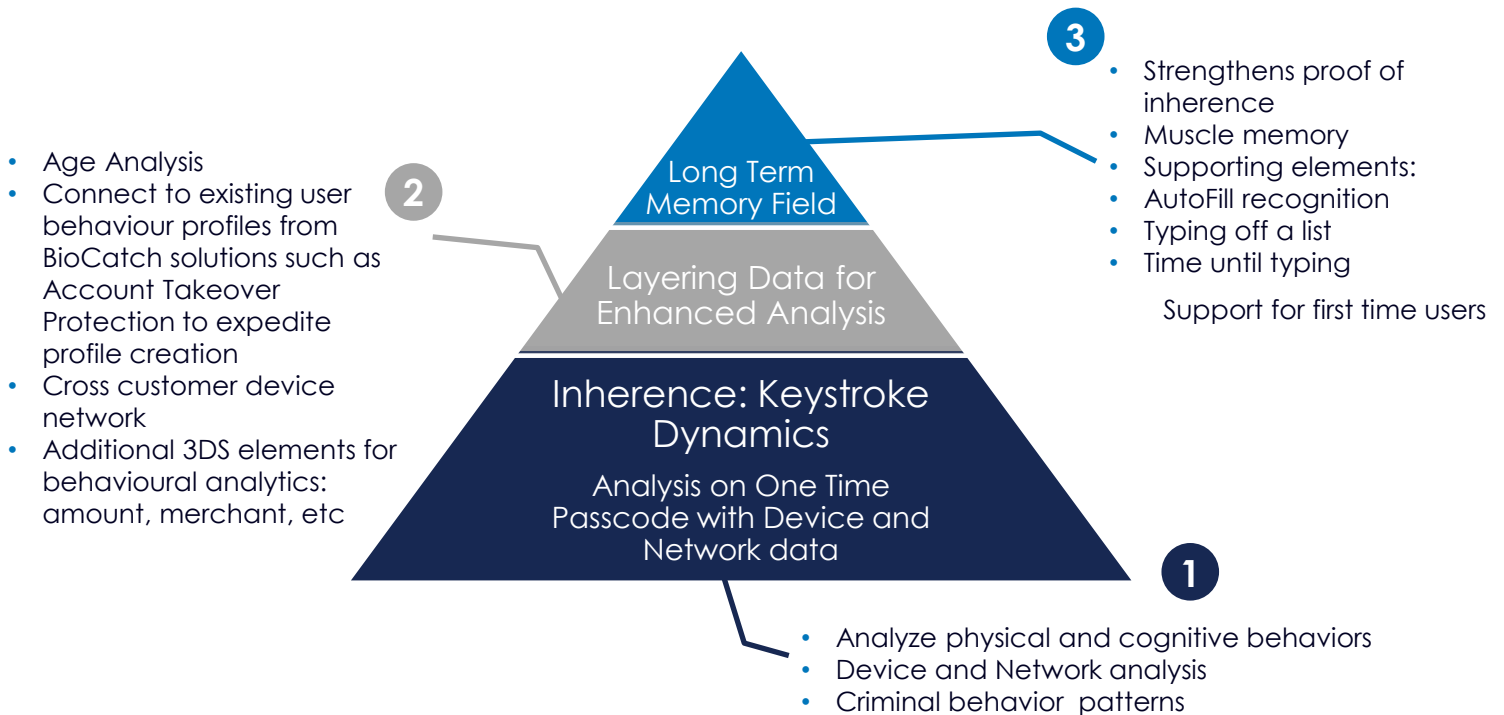 3
• Strengthens proof of
inherence
• Muscle memory
• Supporting elements:
• AutoFill recognition
• Typing off a list
• Time until typing
Support for first time users
Long Term
Memory Field
2
• Age Analysis
• Connect to existing user
behaviour profiles from
BioCatch solutions such as
Account Takeover
Protection to expedite
profile creation
• Cross customer device
network
• Additional 3DS elements for
behavioural analytics:
amount, merchant, etc
Layering Data for
Enhanced Analysis
Inherence: Keystroke
Dynamics
Analysis on One Time
Passcode with Device and
Network data
1
• Analyze physical and cognitive behaviors
• Device and Network analysis
• Criminal behavior  patterns